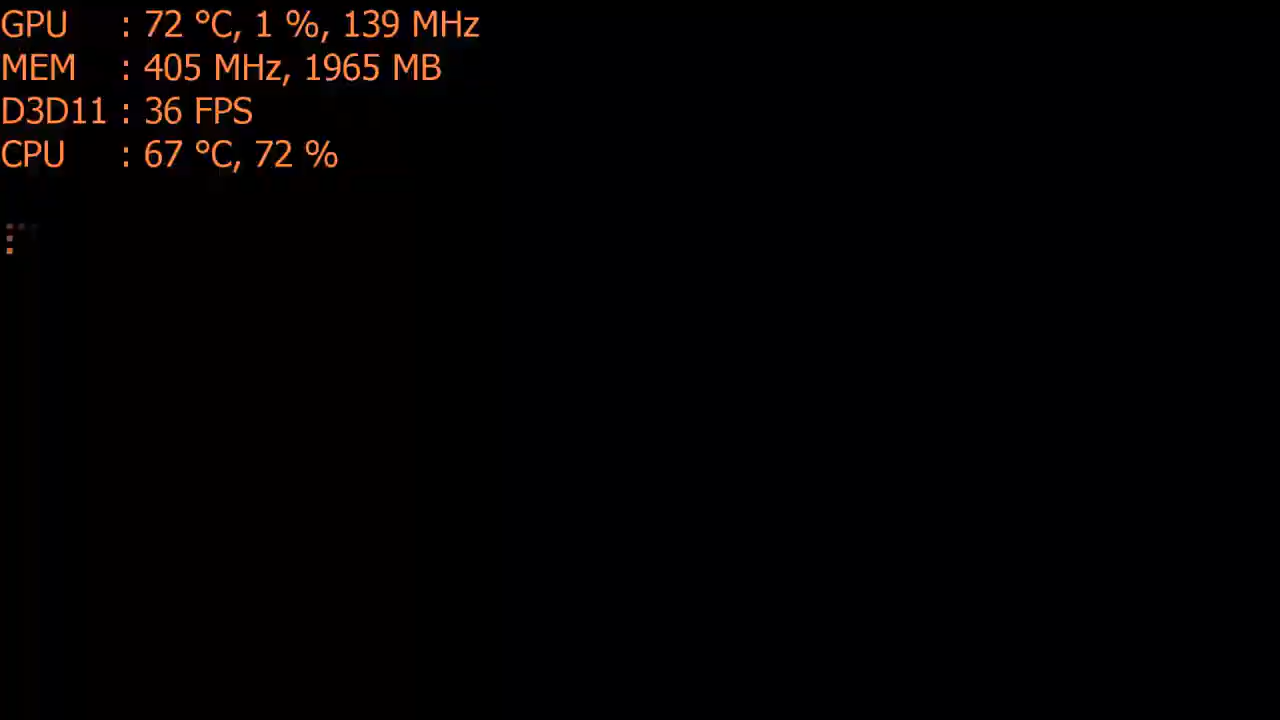 GPU : 72 °C, 1 %, 139 MHz
MEM : 405 MHz, 1965 MB
D3D11 : 36 FPS
CPU : 67 °C, 72 %